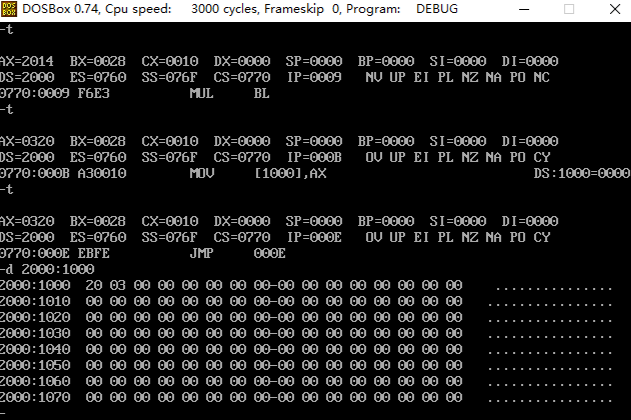 DOSBox 0.74, Cpu speed: 3000 cycles, Frameskip 0, Program: DEBUG
-t
AX=2014 BX=0028 CX=0010 DX=0000 SP=0000 BP=0000 SI=0000 DI=0000
DS=2000 ES=0760 SS=076F CS=0770 IP=0009 NV UP EI PL NZ NA PO NC
0770:0009 F6E3 MUL BL
-t
AX=0320 BX=0028 CX=0010 DX=0000 SP=0000 BP=0000 SI=0000 DI=0000
DS=2000 ES=0760 SS=076F CS=0770 IP=000B OV UP EI PL NZ NA PO CY
0770:000B A30010 MOV [1000],AX DS:1000=0000
-t
AX=0320 BX=0028 CX=0010 DX=0000 SP=0000 BP=0000 SI=0000 DI=0000
DS=2000 ES=0760 SS=076F CS=0770 IP=000E OV UP EI PL NZ NA PO CY
0770:000E EBFE JMP 000E
-d 2000:1000
2000:1000 20 03 00 00 00 00 00 00-00 00 00 00 00 00 00 00 ...............
2000:1010 00 00 00 00 00 00 00 00-00 00 00 00 00 00 00 00 ................
2000:1020 00 00 00 00 00 00 00 00-00 00 00 00 00 00 00 00 ................
2000:1030 00 00 00 00 00 00 00 00-00 00 00 00 00 00 00 00 ................
2000:1040 00 00 00 00 00 00 00 00-00 00 00 00 00 00 00 00 ................
2000:1050 00 00 00 00 00 00 00 00-00 00 00 00 00 00 00 00 ................
2000:1060 00 00 00 00 00 00 00 00-00 00 00 00 00 00 00 00 ................
2000:1070 00 00 00 00 00 00 00 00-00 00 00 00 00 00 00 00 ................
-